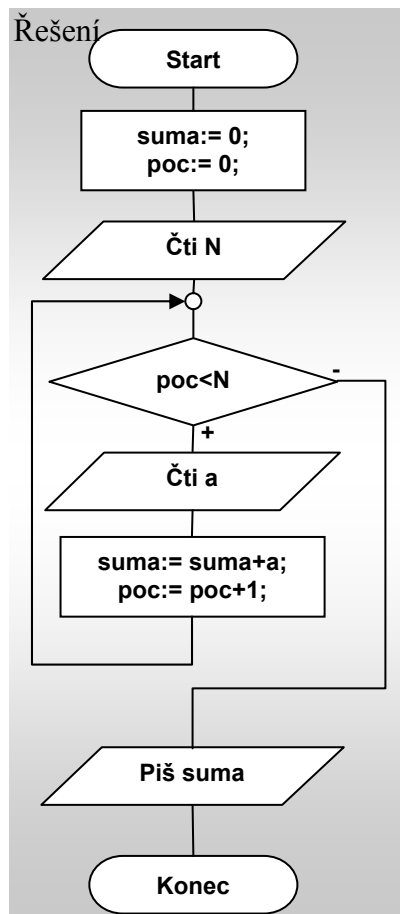 Řešení
Start
suma:= 0;
poc:= 0;
Čti N
poc<N
-
+
Čti a
suma:= suma+a;
poc:= poc+1;
Piš suma
Konec